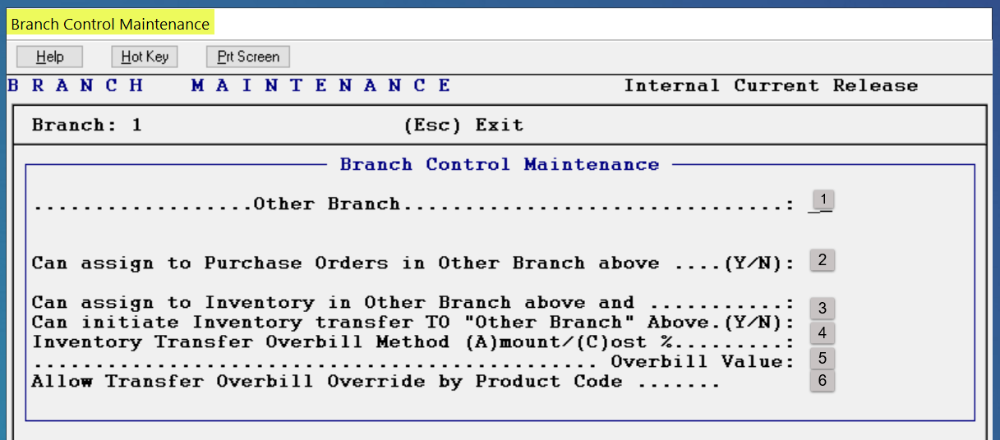 Branch Control Maintenance
Help Hot Key Prt Screen
B R A N C H   M A I N T E N A N C E Internal Current Release
Branch: 1 (Esc) Exit
Branch Control Maintenance
..................Other Branch...............................: 1
Can assign to Purchase Orders in Other Branch above ....(Y/N): 2
Can assign to Inventory in Other Branch above and ...........: 3
Can initiate Inventory transfer TO "Other Branch" Above.(Y/N):
Inventory Transfer Overbill Method (A)mount/(C)ost %.........: 4
.............................................. Overbill Value: 5
Allow Transfer Overbill Override by Product Code ....... 6